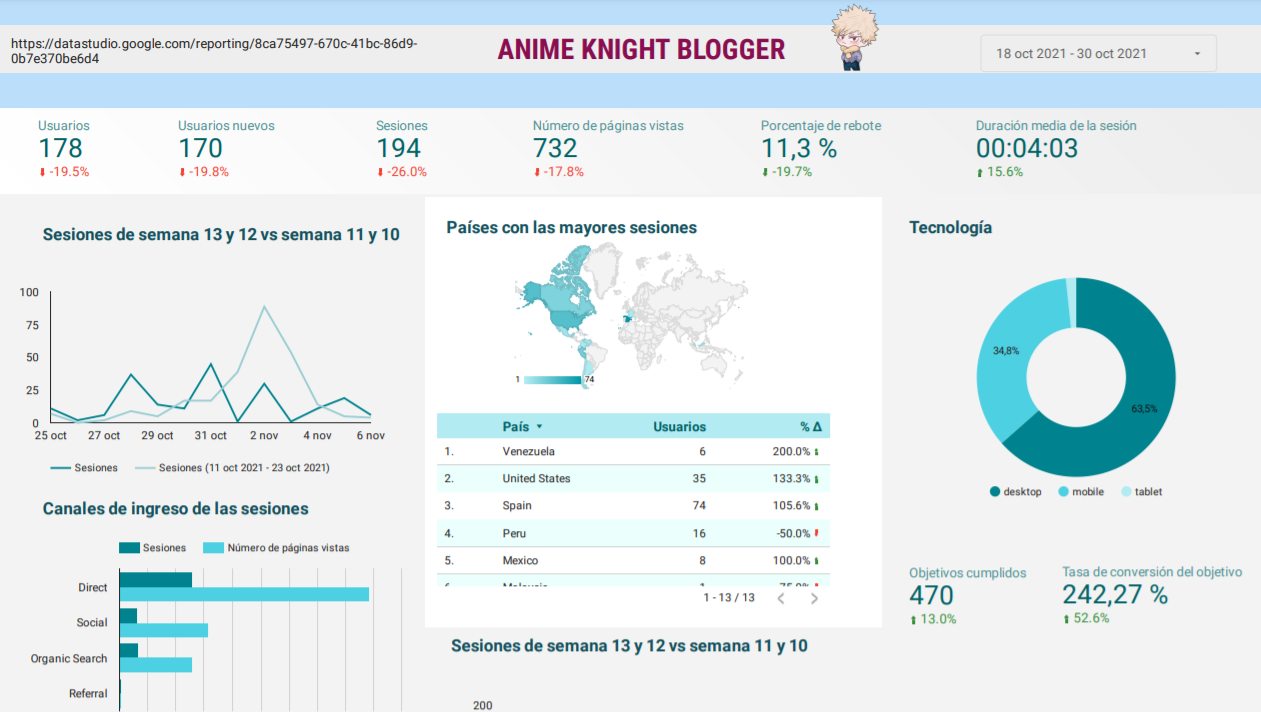 https://datastudio.google.com/reporting/8ca75497-670c-41bc-86d9-
0b7e370be6d4
ANIME KNIGHT BLOGGER
18 oct 2021 - 30 oct 2021
Usuarios
178
-19.5%
Usuarios nuevos
170
-19.8%
Sesiones
194
-26.0%
Número de páginas vistas
732
-17.8%
Porcentaje de rebote
11,3 %
-19.7%
Duración media de la sesión
00:04:03
15.6%
Sesiones de semana 13 y 12 vs semana 11 y 10
100
75
50
25
0
25 oct 27 oct 29 oct 31 oct 2 nov 4 nov 6 nov
Sesiones Sesiones (11 oct 2021 - 23 oct 2021)
Canales de ingreso de las sesiones
Sesiones Número de páginas vistas
Direct
Social
Organic Search
Referral
Países con las mayores sesiones
1 74
País Usuarios % Δ
1. Venezuela 6 200.0%
2. United States 35 133.3%
3. Spain 74 105.6%
4. Peru 16 -50.0%
5. Mexico 8 100.0%
1 - 13 / 13
Sesiones de semana 13 y 12 vs semana 11 y 10
200
Tecnología
34,8%
63,5%
desktop mobile tablet
Objetivos cumplidos
470
13.0%
Tasa de conversión del objetivo
242,27 %
52.6%